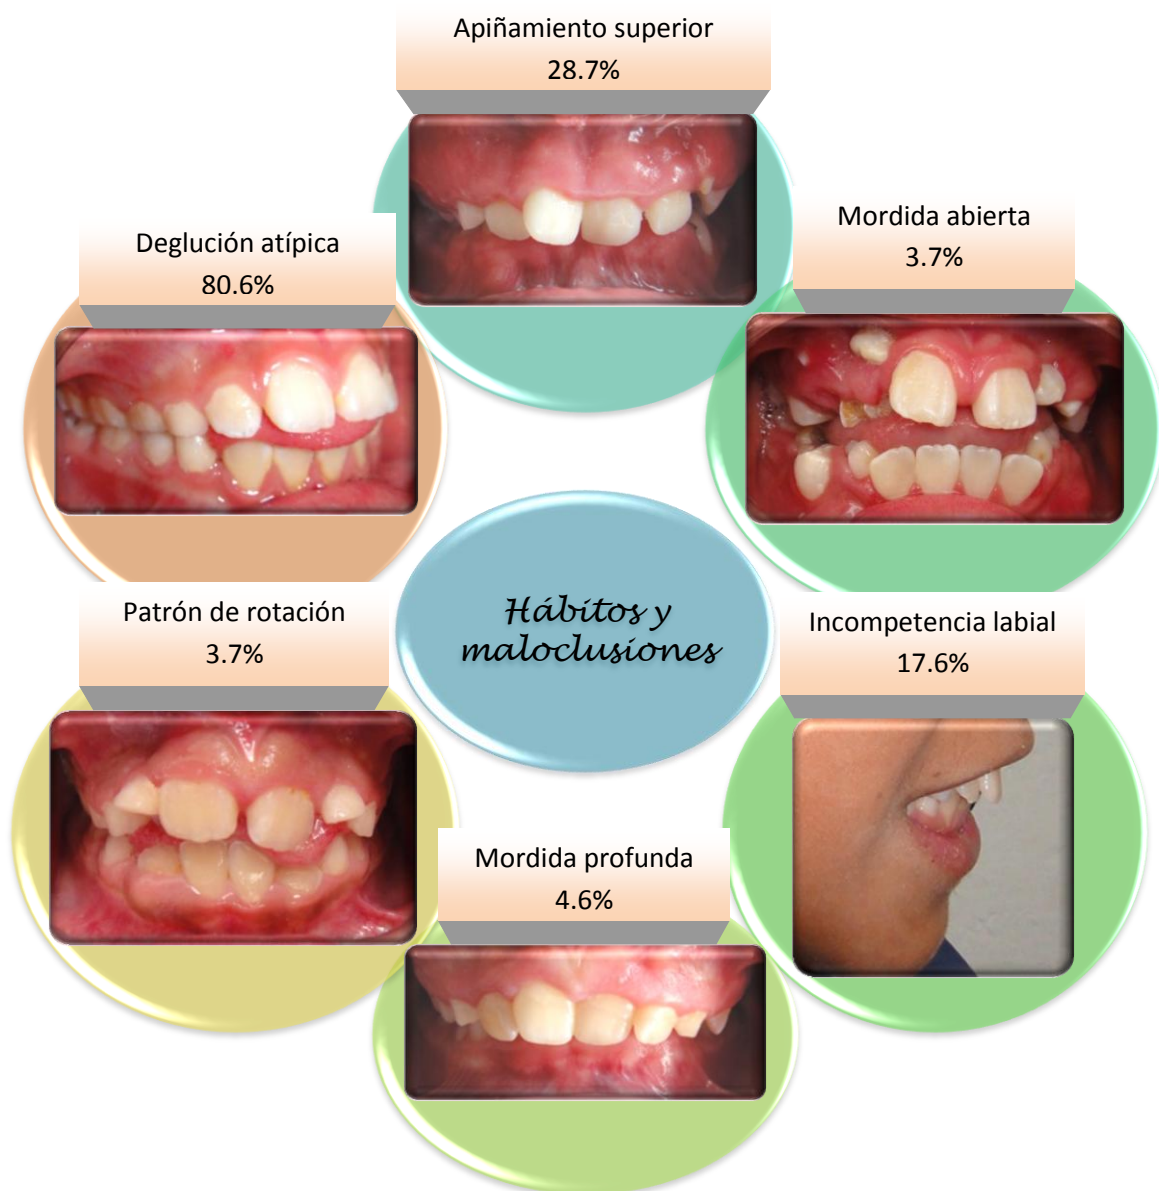 Apiñamiento superior
28.7%
Mordida abierta
3.7%
Deglución atípica
80.6%
Hábitos y
maloclusiones
Patrón de rotación
3.7%
Incompetencia labial
17.6%
Mordida profunda
4.6%